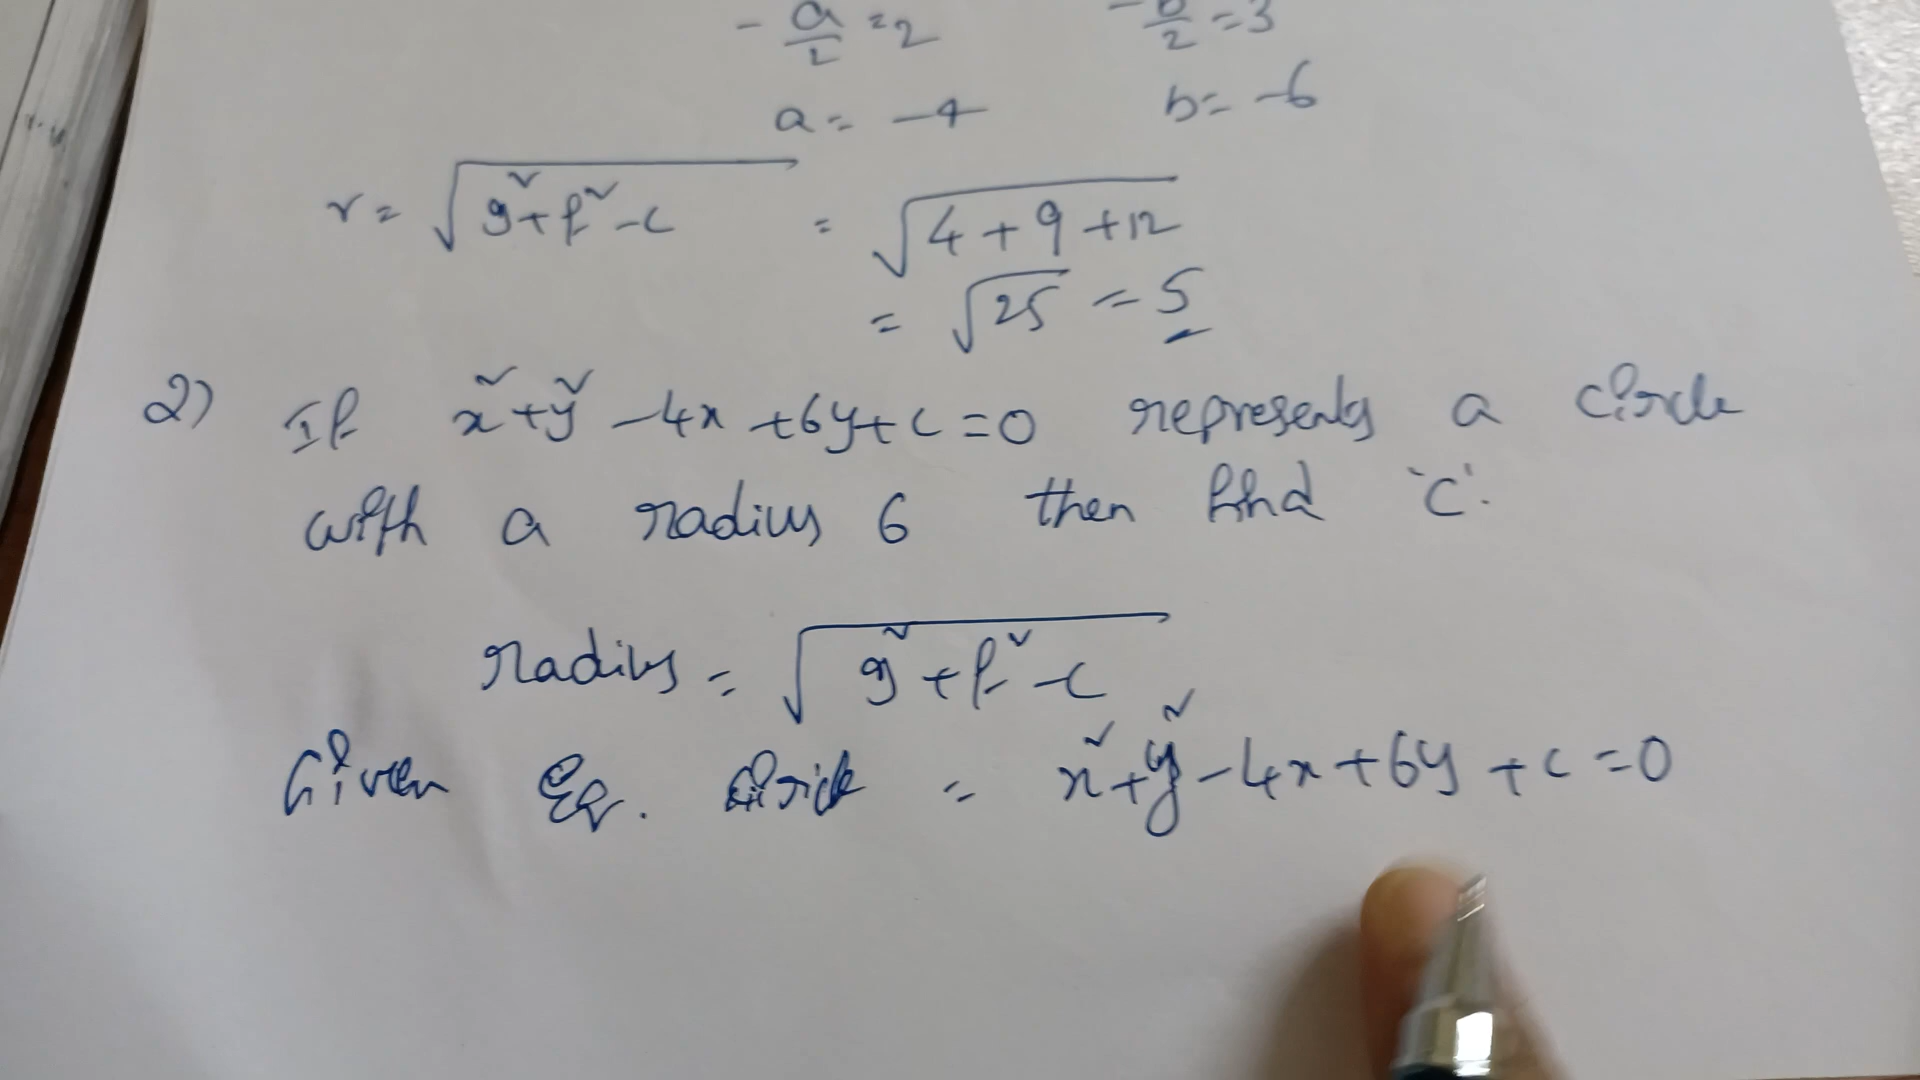 - a/2 = 2    - b/2 = 3
a = -4    b = -6
r = √(g² + f² - c) = √(4 + 9 + 12)
= √25 = 5
2) If x² + y² - 4x + 6y + c = 0 represents a circle
with a radius 6 then find 'c'.
radius = √(g² + f² - c)
Given Eq. circle = x² + y² - 4x + 6y + c = 0